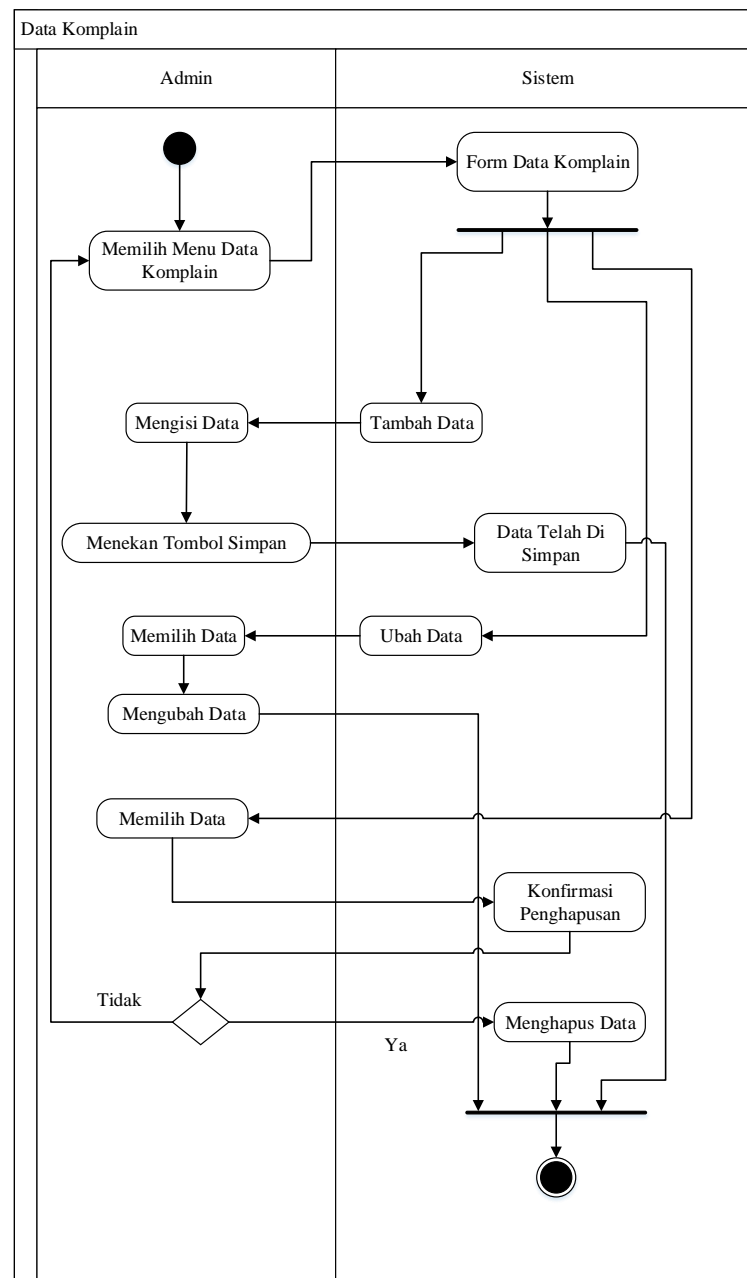 Data Komplain
Admin
Sistem
Form Data Komplain
Memilih Menu Data
Komplain
Mengisi Data
Tambah Data
Menekan Tombol Simpan
Data Telah Di
Simpan
Memilih Data
Ubah Data
Mengubah Data
Memilih Data
Konfirmasi
Penghapusan
Tidak
Menghapus Data
Ya